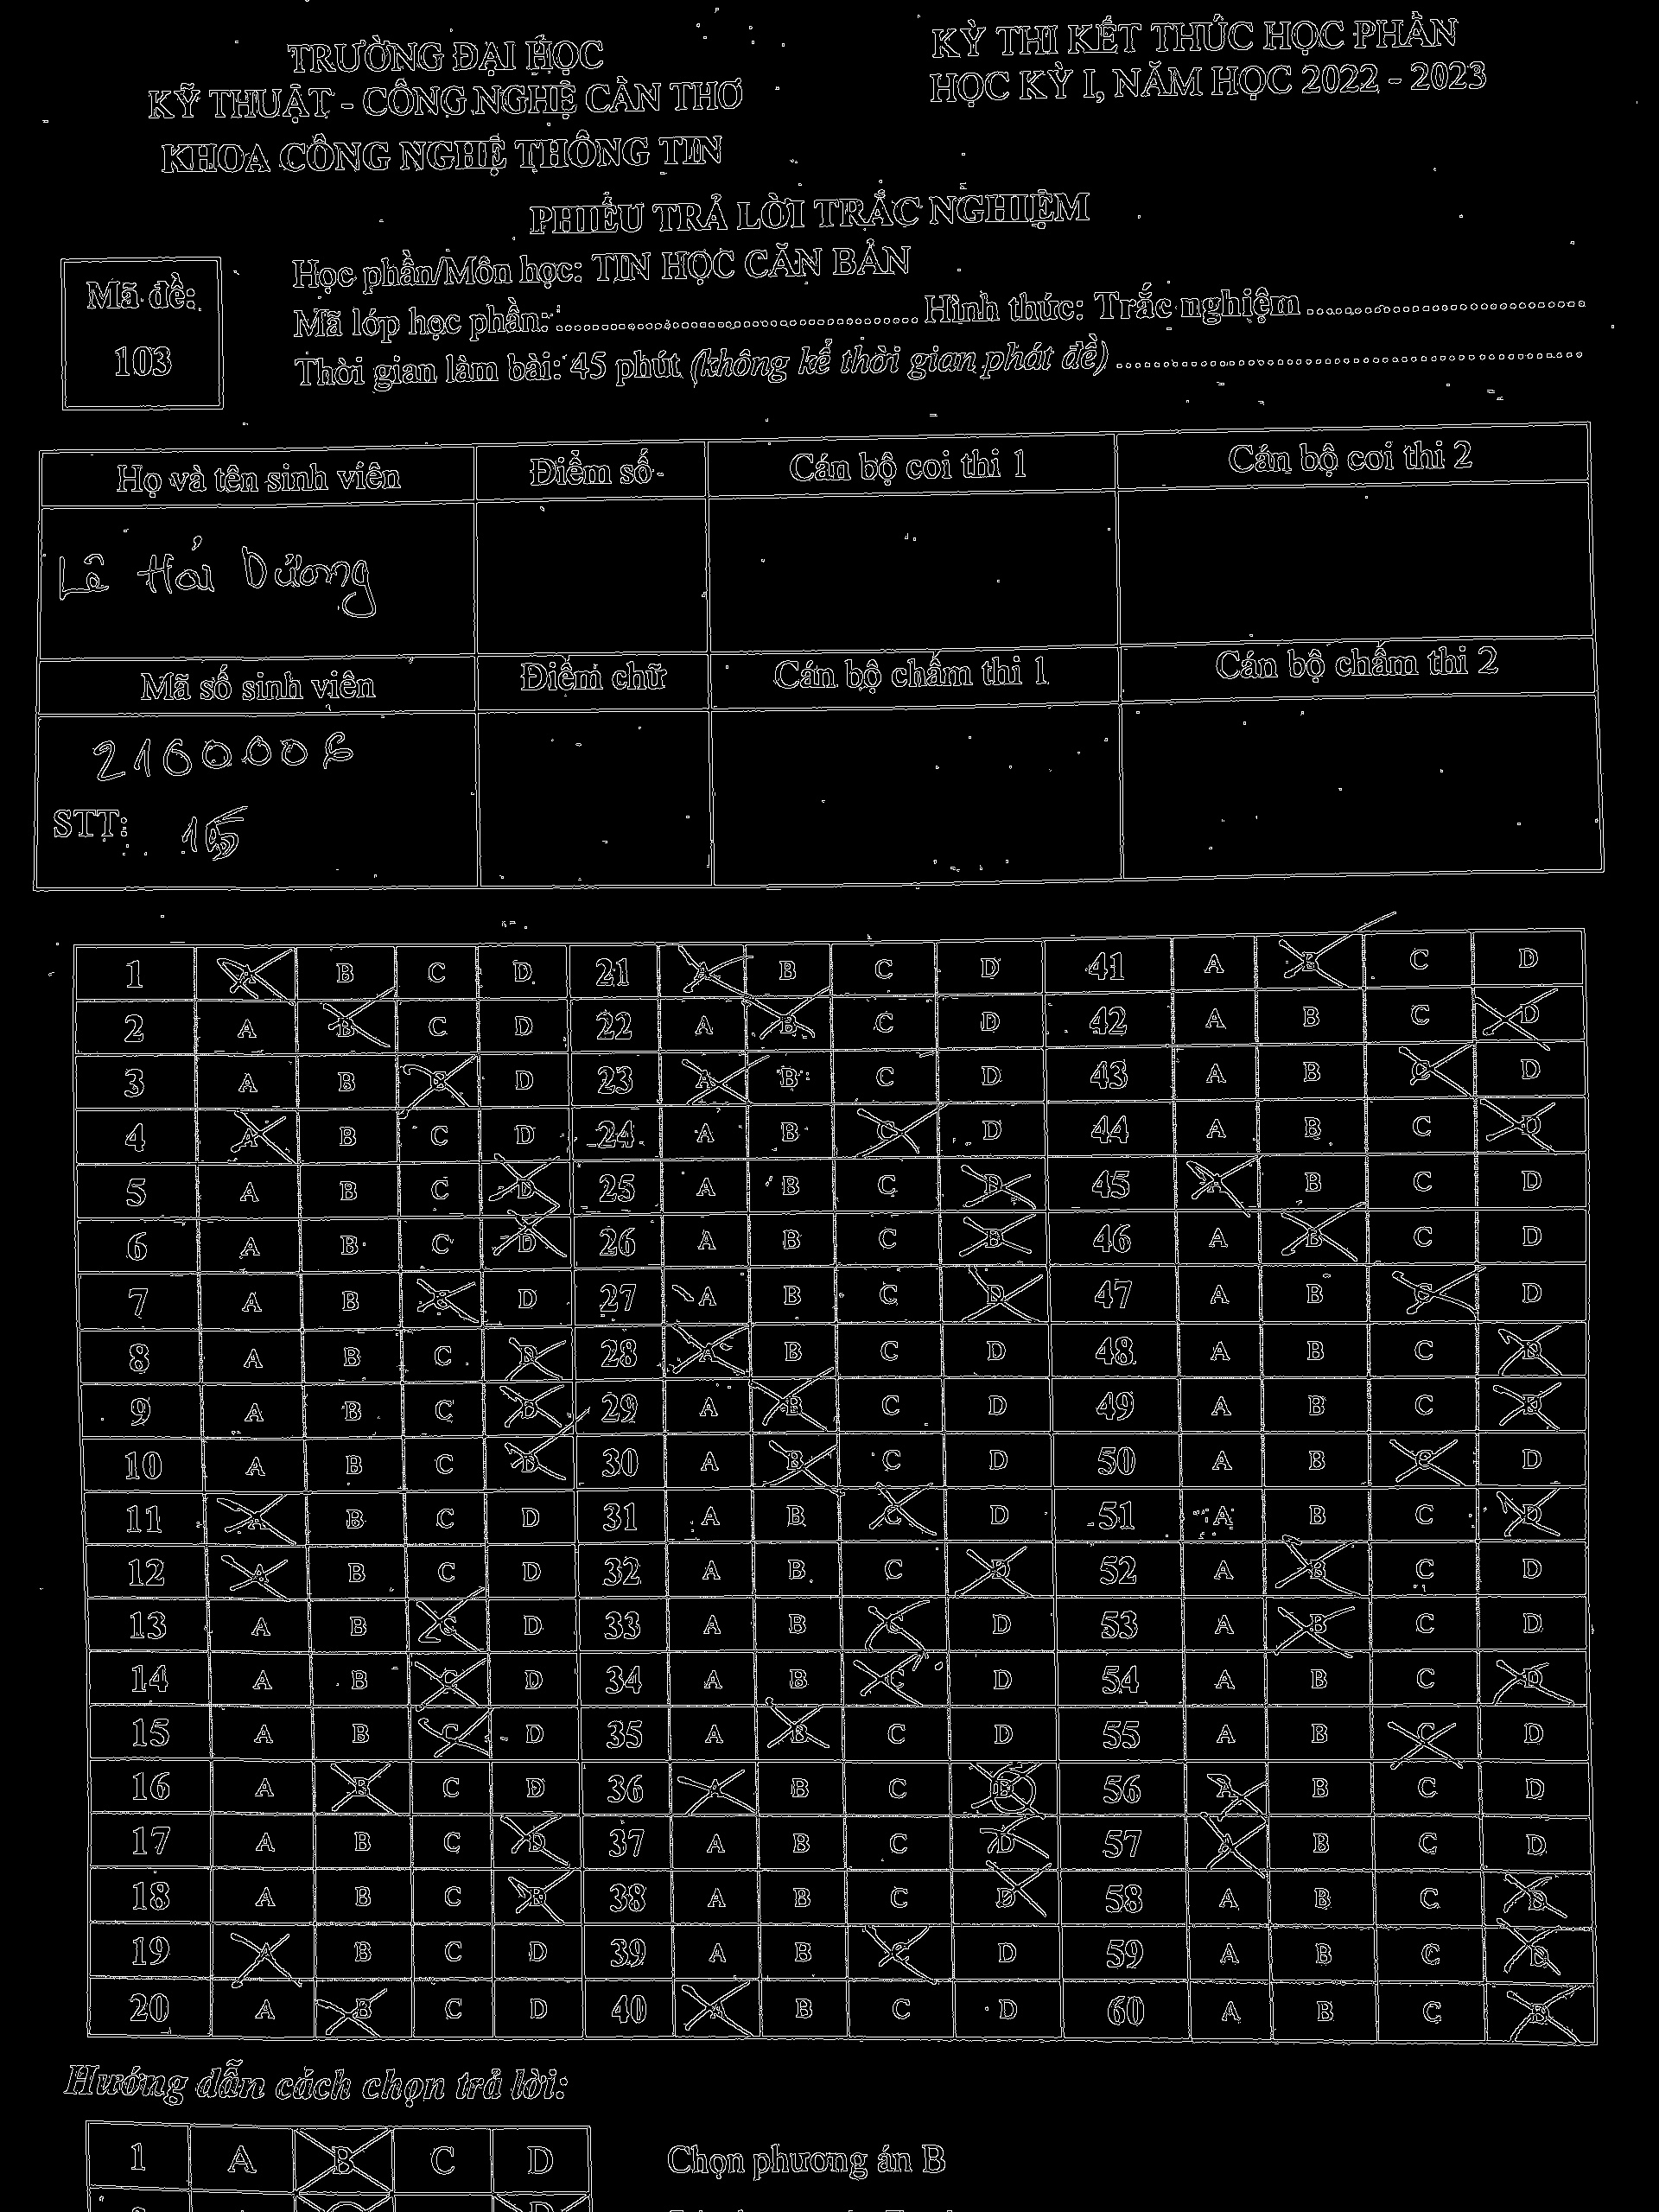 TRƯỜNG ĐẠI HỌC
KỸ THUẬT - CÔNG NGHỆ CẦN THƠ
KHOA CÔNG NGHỆ THÔNG TIN
KỲ THI KẾT THÚC HỌC PHẦN
HỌC KỲ I, NĂM HỌC 2022 - 2023
PHIẾU TRẢ LỜI TRẮC NGHIỆM
Mã đề:
103
Học phần/Môn học: TIN HỌC CĂN BẢN
Mã lớp học phần: Hình thức: Trắc nghiệm
Thời gian làm bài: 45 phút (không kể thời gian phát đề)
Họ và tên sinh viên Điểm số Cán bộ coi thi 1 Cán bộ coi thi 2
Lê Hải Dương
Mã số sinh viên Điểm chữ Cán bộ chấm thi 1 Cán bộ chấm thi 2
2100006
STT: 15
1 A B C D 21 A B C D 41 A B C D
2 A B C D 22 A B C D 42 A B C D
3 A B C D 23 A B C D 43 A B C D
4 A B C D 24 A B C D 44 A B C D
5 A B C D 25 A B C D 45 A B C D
6 A B C D 26 A B C D 46 A B C D
7 A B C D 27 A B C D 47 A B C D
8 A B C D 28 A B C D 48 A B C D
9 A B C D 29 A B C D 49 A B C D
10 A B C D 30 A B C D 50 A B C D
11 A B C D 31 A B C D 51 A B C D
12 A B C D 32 A B C D 52 A B C D
13 A B C D 33 A B C D 53 A B C D
14 A B C D 34 A B C D 54 A B C D
15 A B C D 35 A B C D 55 A B C D
16 A B C D 36 A B C D 56 A B C D
17 A B C D 37 A B C D 57 A B C D
18 A B C D 38 A B C D 58 A B C D
19 A B C D 39 A B C D 59 A B C D
20 A B C D 40 A B C D 60 A B C D
Hướng dẫn cách chọn trả lời:
1 A B C D Chọn phương án B